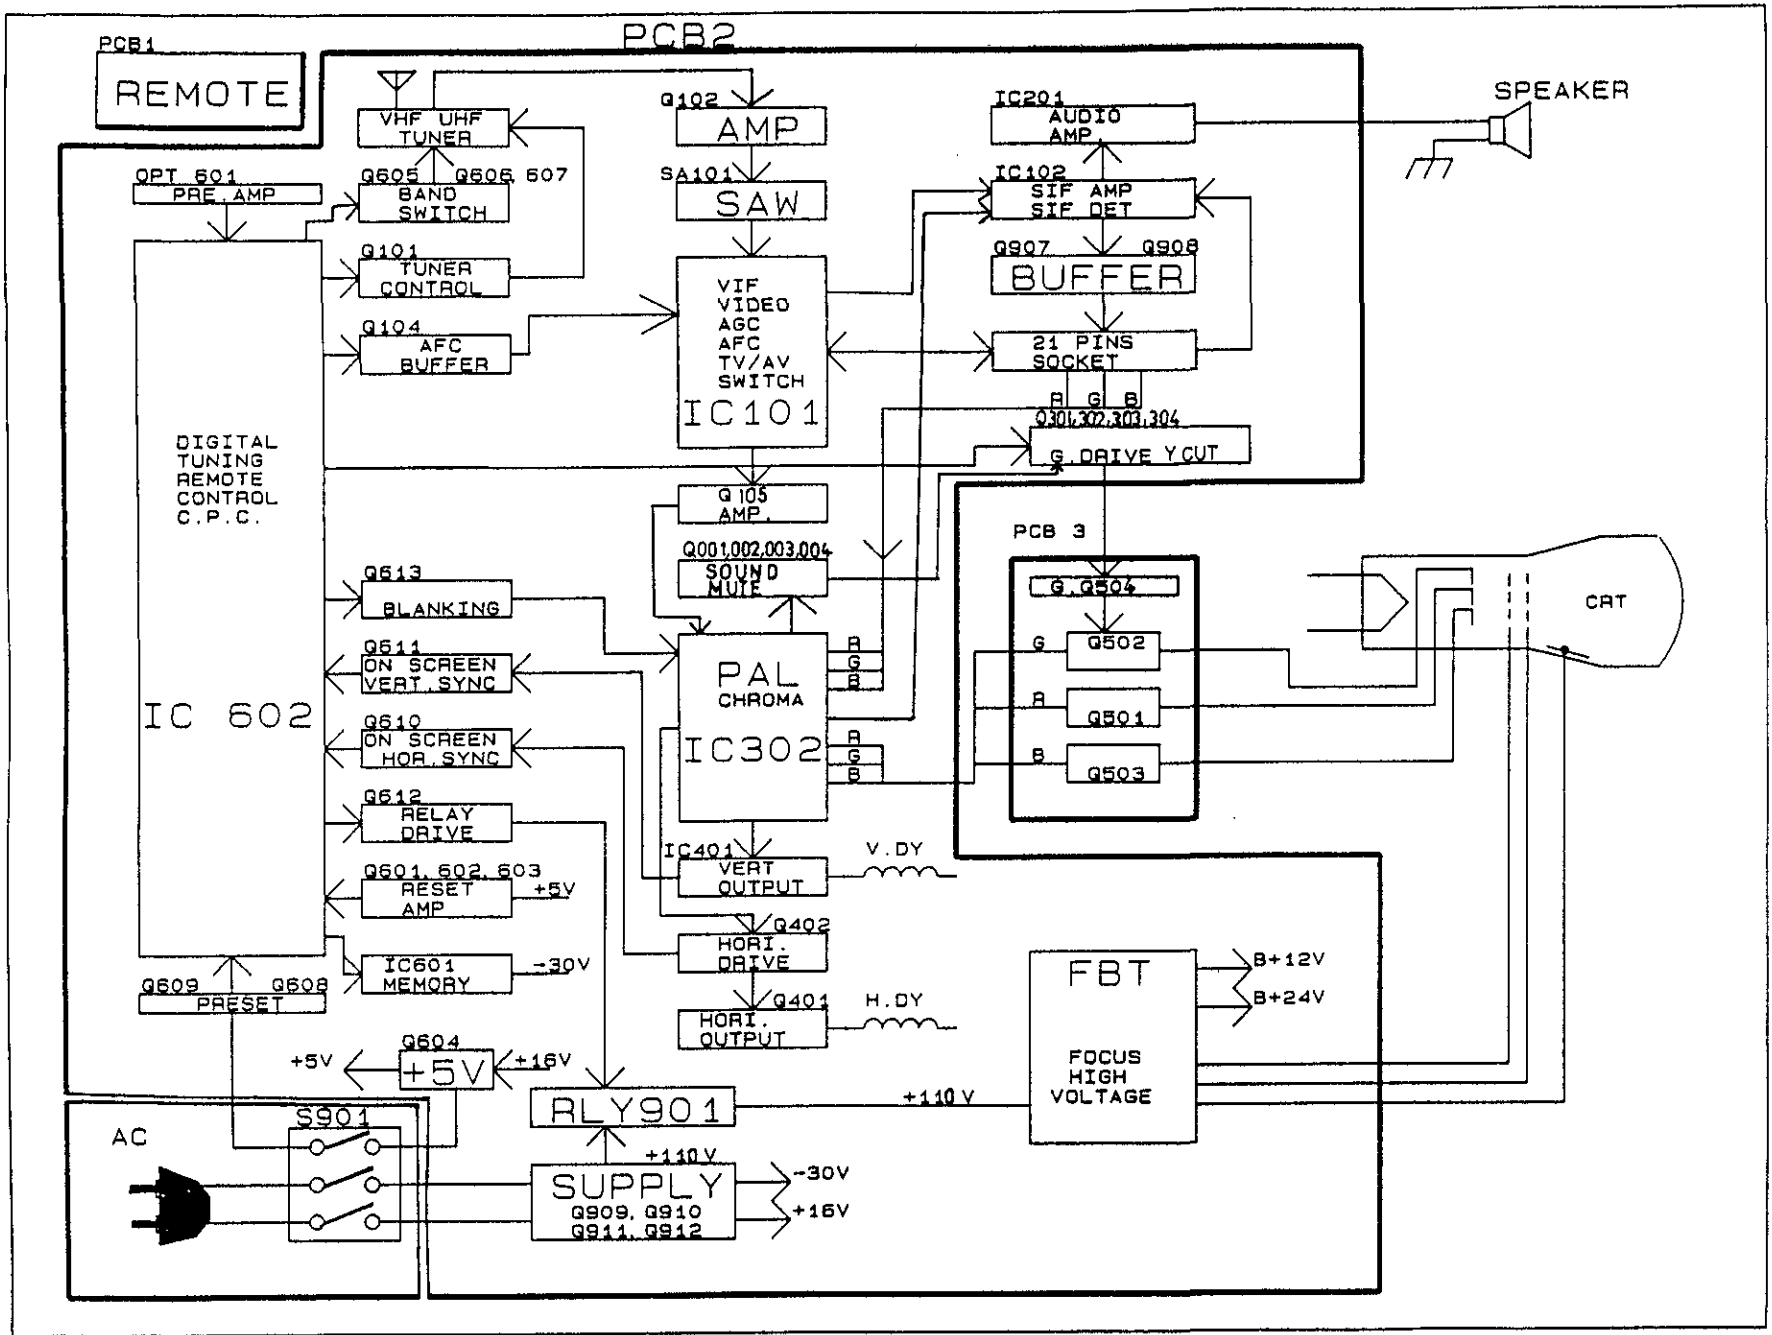 PCB2
PCB1
REMOTE
SPEAKER
VHF UHF
TUNER
Q102
AMP
IC201
AUDIO
AMP
OPT 601
PRE.AMP
Q605 Q606, 607
BAND
SWITCH
SA101
SAW
IC102
SIF AMP
SIF DET
Q101
TUNER
CONTROL
VIF
VIDEO
AGC
AFC
TV/AV
SWITCH
IC101
Q907 Q908
BUFFER
Q104
AFC
BUFFER
21 PINS
SOCKET
R G B
Q301,302,303,304
G.DRIVE Y CUT
DIGITAL
TUNING
REMOTE
CONTROL
C.P.C.
IC 602
Q105
AMP.
Q001,002,003,004
SOUND
MUTE
PCB 3
G.Q504
G
Q502
R
Q501
B
Q503
CRT
Q613
BLANKING
Q611
ON SCREEN
VERT.SYNC
Q610
ON SCREEN
HOR.SYNC
PAL
CHROMA
IC302
R
G
B
R
G
B
Q612
RELAY
DRIVE
IC401
VERT
OUTPUT
V.DY
Q601, 602, 603
RESET
AMP
+5V
Q402
HORI.
DRIVE
IC601
MEMORY
-30V
Q609 Q608
PRESET
Q401
HORI.
OUTPUT
H.DY
FBT
FOCUS
HIGH
VOLTAGE
B+12V
B+24V
Q604
+5V
+5V
+16V
RLY901
+110V
S901
AC
+110V
SUPPLY
Q909, Q910
Q911, Q912
-30V
+16V